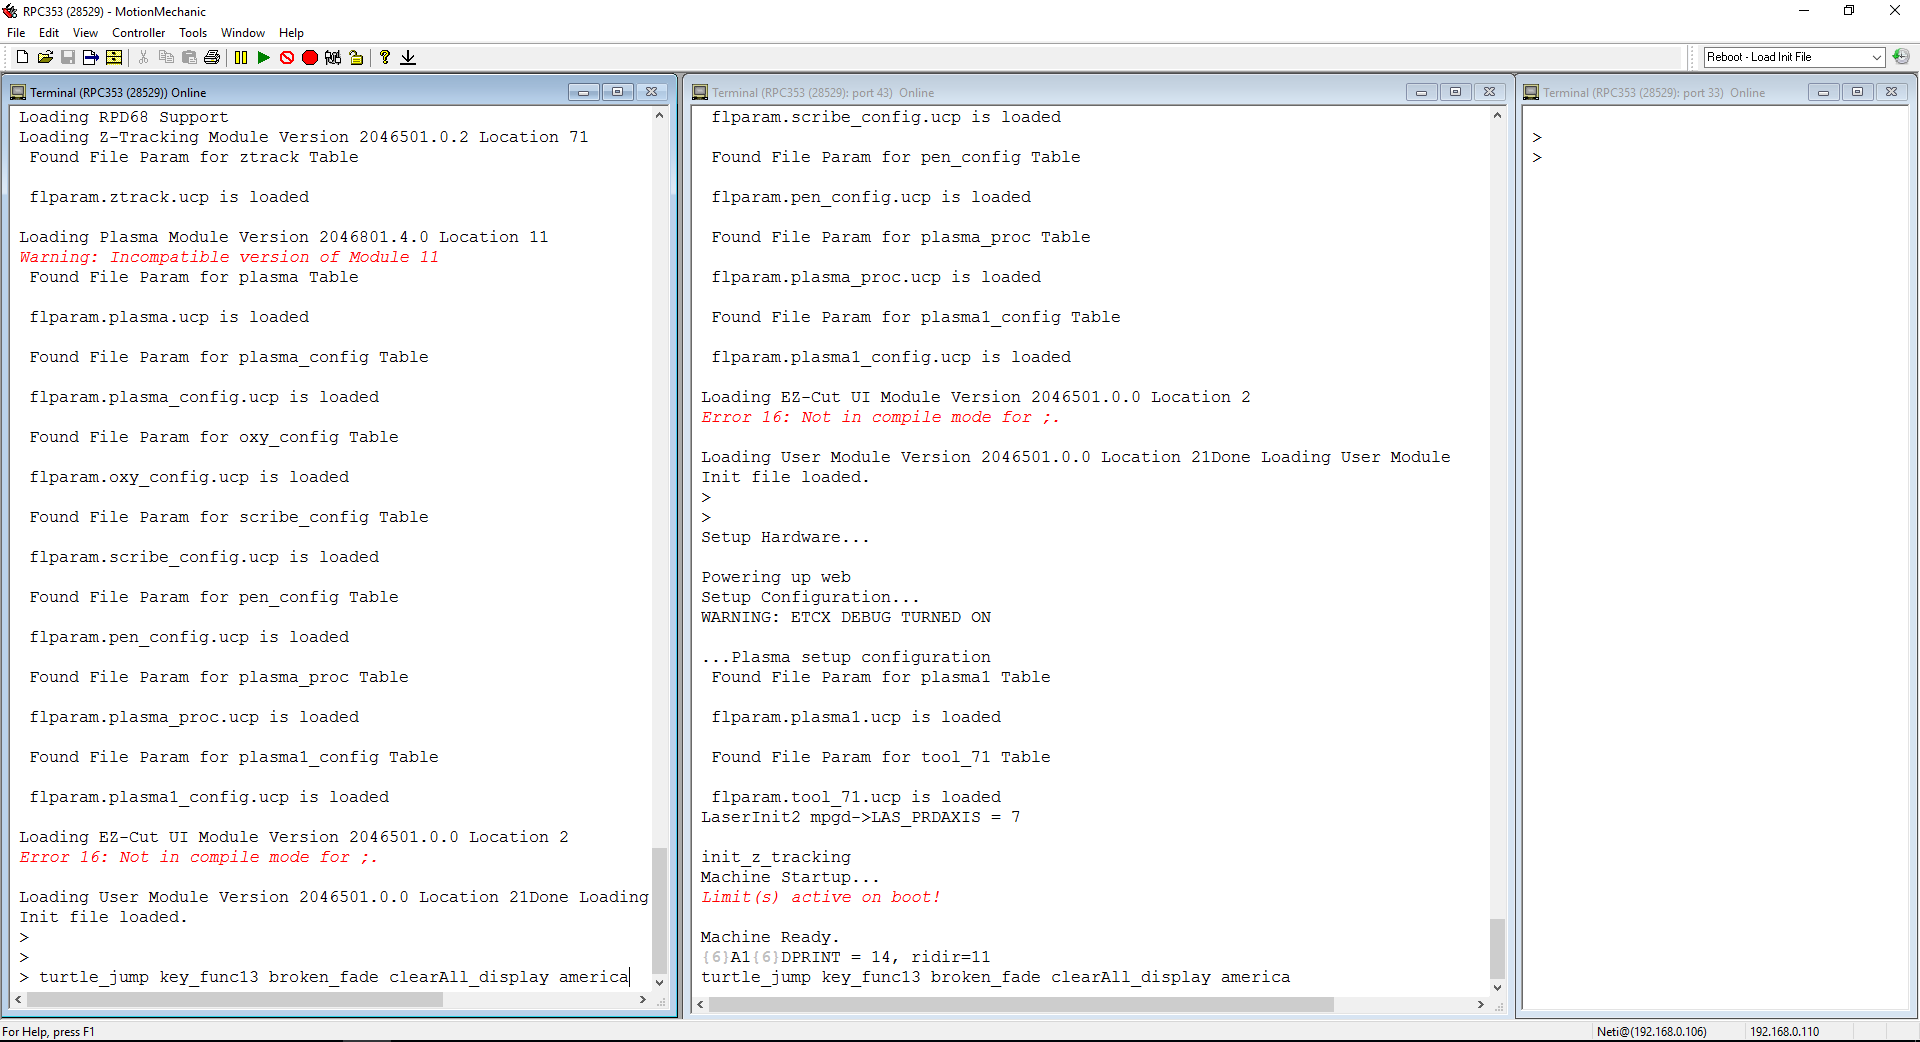 RPC353 (28529) - MotionMechanic
File Edit View Controller Tools Window Help
Reboot - Load Init File
Terminal (RPC353 (28529)) Online
Loading RPD68 Support
Loading Z-Tracking Module Version 2046501.0.2 Location 71
Found File Param for ztrack Table
flparam.ztrack.ucp is loaded
Loading Plasma Module Version 2046801.4.0 Location 11
Warning: Incompatible version of Module 11
Found File Param for plasma Table
flparam.plasma.ucp is loaded
Found File Param for plasma_config Table
flparam.plasma_config.ucp is loaded
Found File Param for oxy_config Table
flparam.oxy_config.ucp is loaded
Found File Param for scribe_config Table
flparam.scribe_config.ucp is loaded
Found File Param for pen_config Table
flparam.pen_config.ucp is loaded
Found File Param for plasma_proc Table
flparam.plasma_proc.ucp is loaded
Found File Param for plasma1_config Table
flparam.plasma1_config.ucp is loaded
Loading EZ-Cut UI Module Version 2046501.0.0 Location 2
Error 16: Not in compile mode for ;.
Loading User Module Version 2046501.0.0 Location 21Done Loading
Init file loaded.
>
>
> turtle_jump key_func13 broken_fade clearAll_display america
Terminal (RPC353 (28529): port 43) Online
flparam.scribe_config.ucp is loaded
Found File Param for pen_config Table
flparam.pen_config.ucp is loaded
Found File Param for plasma_proc Table
flparam.plasma_proc.ucp is loaded
Found File Param for plasma1_config Table
flparam.plasma1_config.ucp is loaded
Loading EZ-Cut UI Module Version 2046501.0.0 Location 2
Error 16: Not in compile mode for ;.
Loading User Module Version 2046501.0.0 Location 21Done Loading User Module
Init file loaded.
>
>
Setup Hardware...
Powering up web
Setup Configuration...
WARNING: ETCX DEBUG TURNED ON
...Plasma setup configuration
Found File Param for plasma1 Table
flparam.plasma1.ucp is loaded
Found File Param for tool_71 Table
flparam.tool_71.ucp is loaded
LaserInit2 mpgd->LAS_PRDAXIS = 7
init_z_tracking
Machine Startup...
Limit(s) active on boot!
Machine Ready.
{6}A1{6}DPRINT = 14, ridir=11
turtle_jump key_func13 broken_fade clearAll_display america
Terminal (RPC353 (28529): port 33) Online
>
>
For Help, press F1
Neti@(192.168.0.106)
192.168.0.110